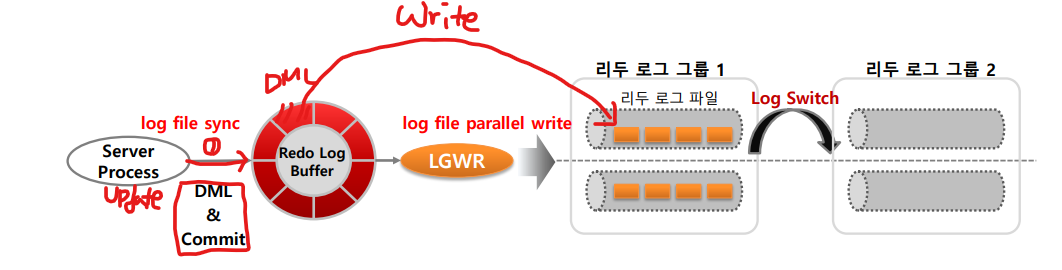 Write
DML
리두 로그 그룹 1
리두 로그 그룹 2
리두 로그 파일
Log Switch
log file sync
①
log file parallel write
Server
Process
Redo Log
Buffer
LGWR
Update
DML
&
Commit